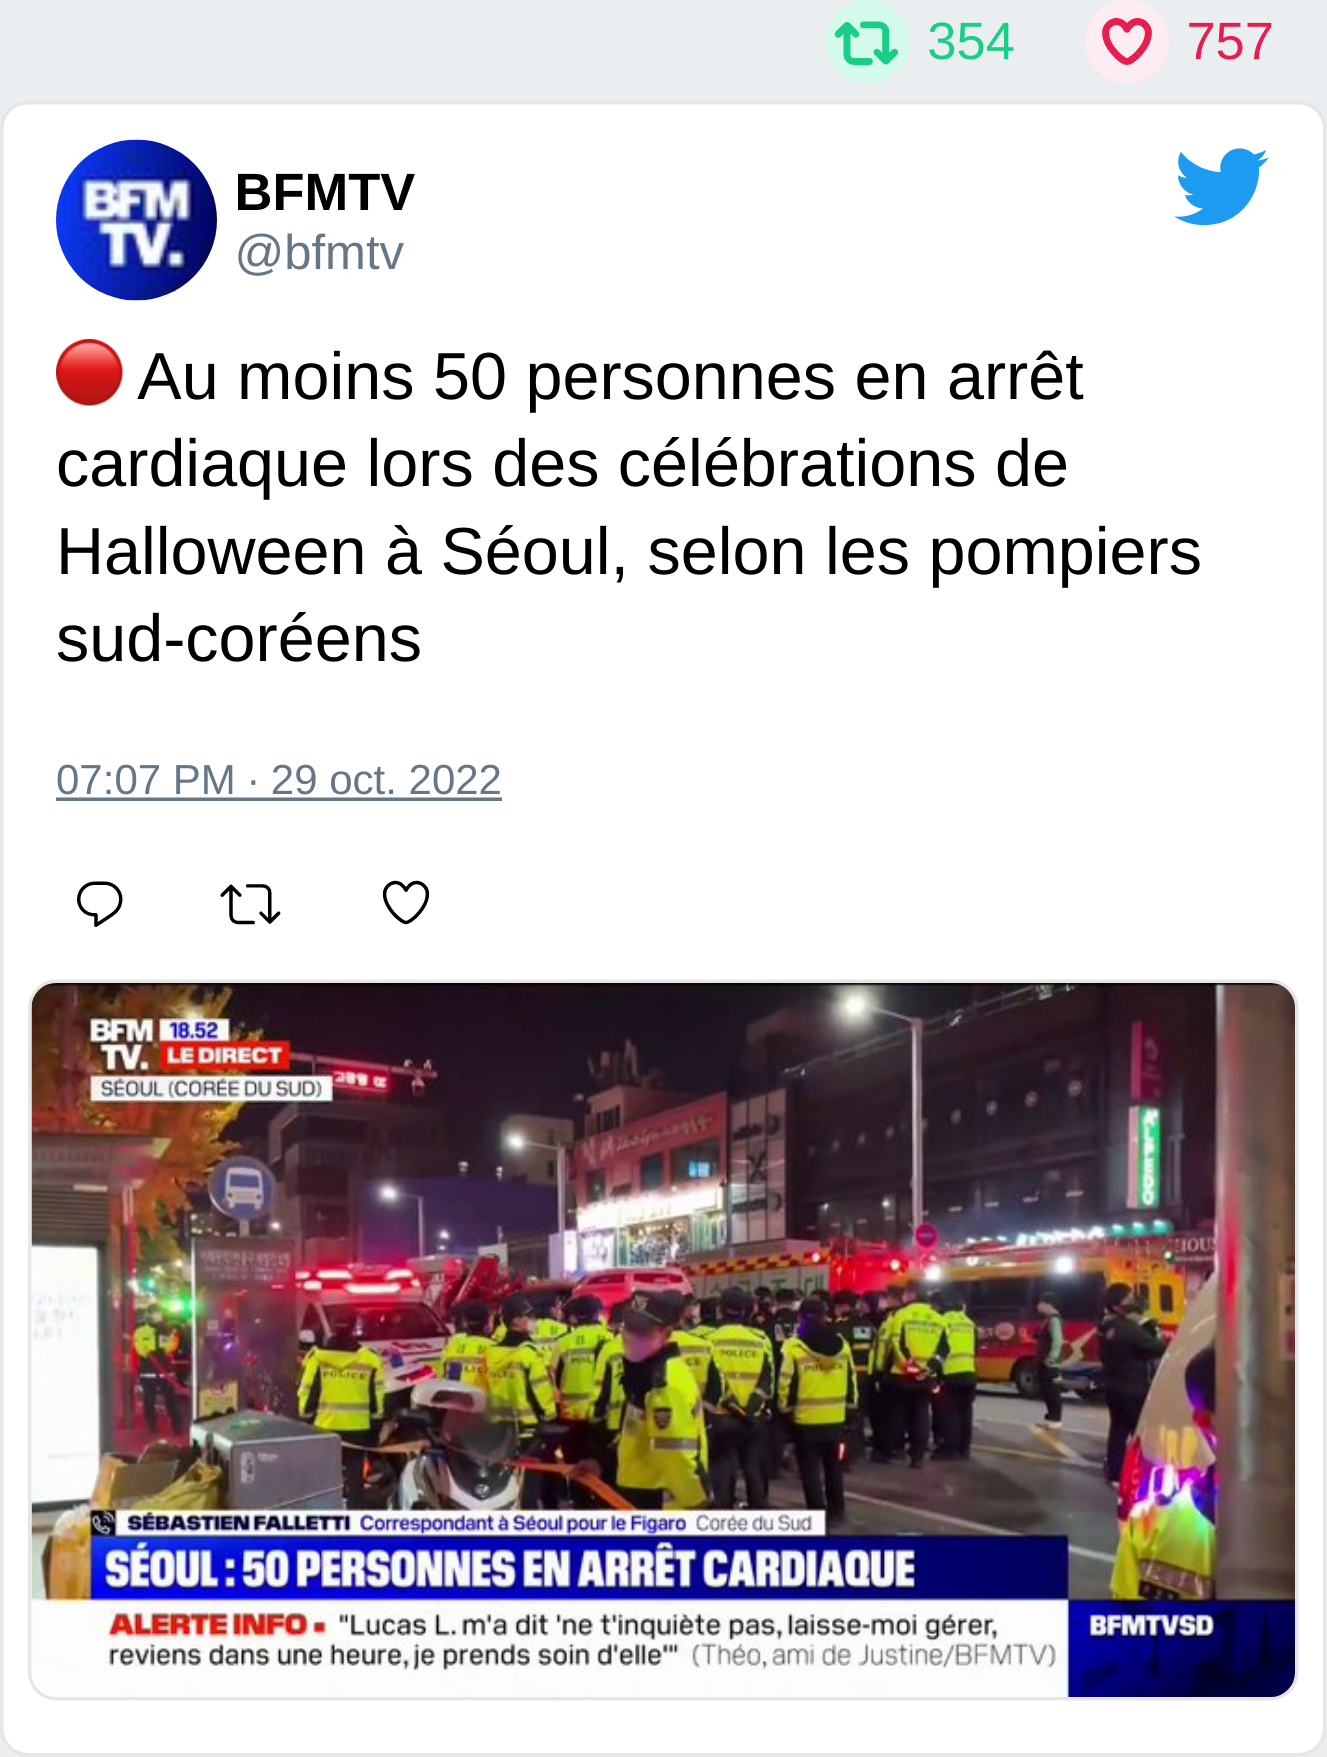 354 757
BFM
TV.
BFMTV
@bfmtv
🔴 Au moins 50 personnes en arrêt
cardiaque lors des célébrations de
Halloween à Séoul, selon les pompiers
sud-coréens
07:07 PM · 29 oct. 2022
BFM 18.52
TV. LE DIRECT
SÉOUL (CORÉE DU SUD)
POLICE
POLICE
POLICE
SÉBASTIEN FALLETTI Correspondant à Séoul pour le Figaro Corée du Sud
SÉOUL : 50 PERSONNES EN ARRÊT CARDIAQUE
ALERTE INFO ▪ "Lucas L. m'a dit 'ne t'inquiète pas, laisse-moi gérer,
reviens dans une heure, je prends soin d'elle'" (Théo, ami de Justine/BFMTV)
BFMTVSD